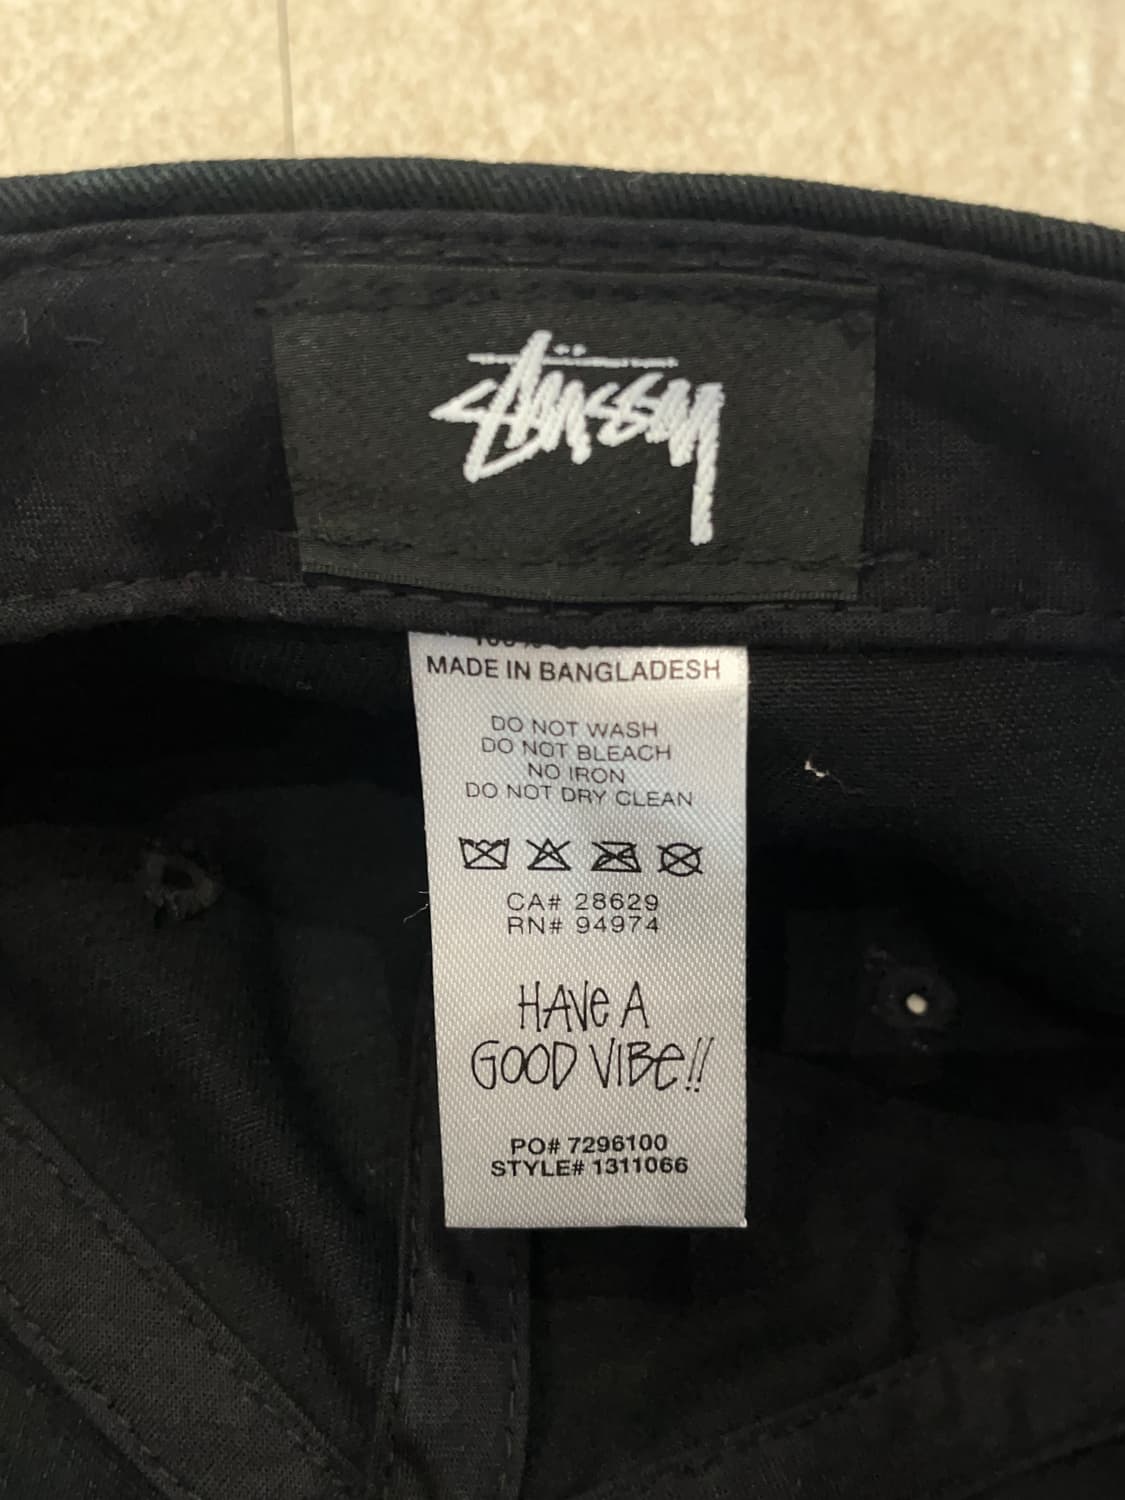 Stüssy
MADE IN BANGLADESH
DO NOT WASH
DO NOT BLEACH
NO IRON
DO NOT DRY CLEAN
CA# 28629
RN# 94974
HAVe A
GOOD VIBe!!
PO# 7296100
STYLE# 1311066